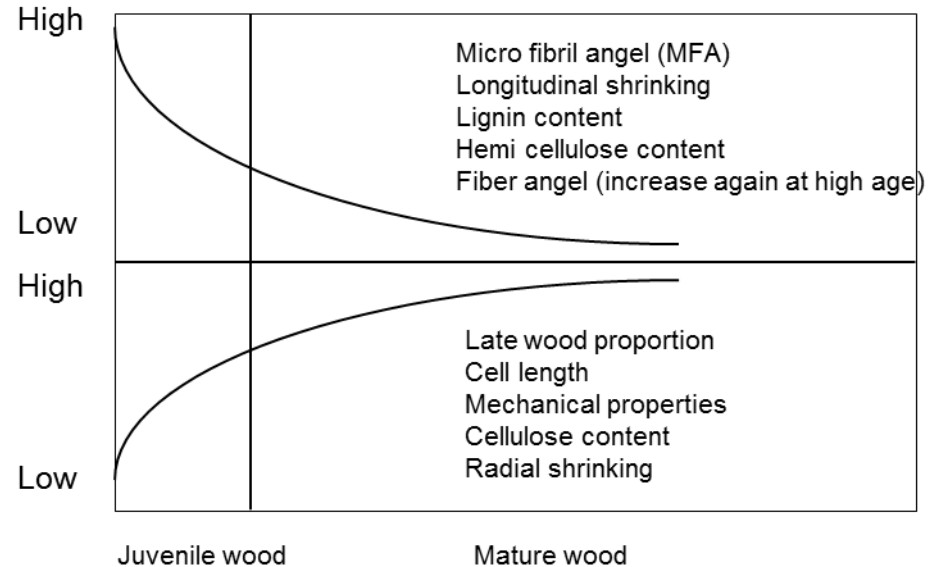 High
Micro fibril angel (MFA)
Longitudinal shrinking
Lignin content
Hemi cellulose content
Fiber angel (increase again at high age)
Low
High
Late wood proportion
Cell length
Mechanical properties
Cellulose content
Radial shrinking
Low
Juvenile wood
Mature wood